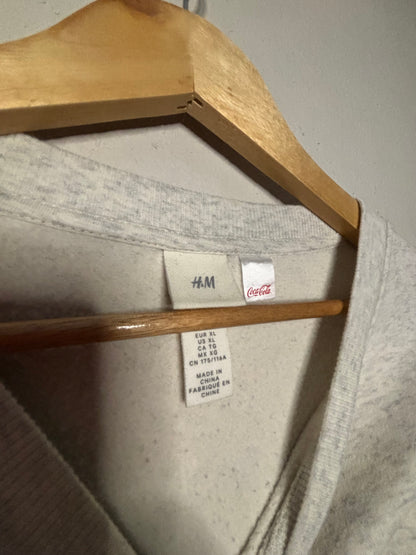 H&M
Coca-Cola
EUR XL
US XL
CA TG
MX XG
CN 175/116A
MADE IN
CHINA
FABRIQUÉ EN
CHINE